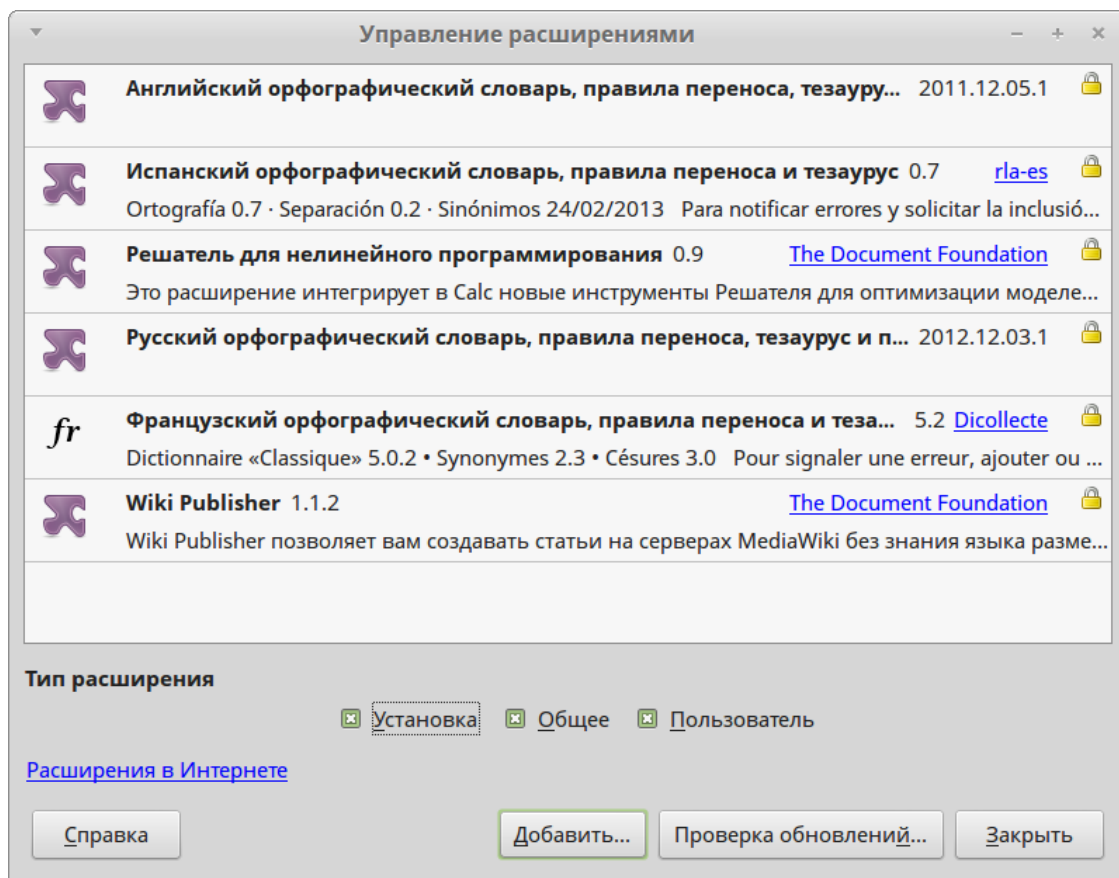 Управление расширениями
Английский орфографический словарь, правила переноса, тезауру... 2011.12.05.1
Испанский орфографический словарь, правила переноса и тезаурус 0.7 rla-es
Ortografía 0.7 · Separación 0.2 · Sinónimos 24/02/2013 Para notificar errores y solicitar la inclusió...
Решатель для нелинейного программирования 0.9 The Document Foundation
Это расширение интегрирует в Calc новые инструменты Решателя для оптимизации моделе...
Русский орфографический словарь, правила переноса, тезаурус и п... 2012.12.03.1
fr Французский орфографический словарь, правила переноса и теза... 5.2 Dicollecte
Dictionnaire «Classique» 5.0.2 • Synonymes 2.3 • Césures 3.0 Pour signaler une erreur, ajouter ou ...
Wiki Publisher 1.1.2 The Document Foundation
Wiki Publisher позволяет вам создавать статьи на серверах MediaWiki без знания языка разме...
Тип расширения
Установка Общее Пользователь
Расширения в Интернете
Справка Добавить... Проверка обновлений... Закрыть